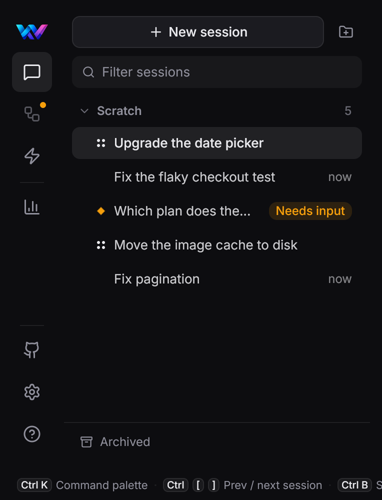 New session
Filter sessions
Scratch 5
Upgrade the date picker
Fix the flaky checkout test now
Which plan does the... Needs input
Move the image cache to disk
Fix pagination now
Archived
Ctrl K Command palette · Ctrl [ ] Prev / next session · Ctrl B S